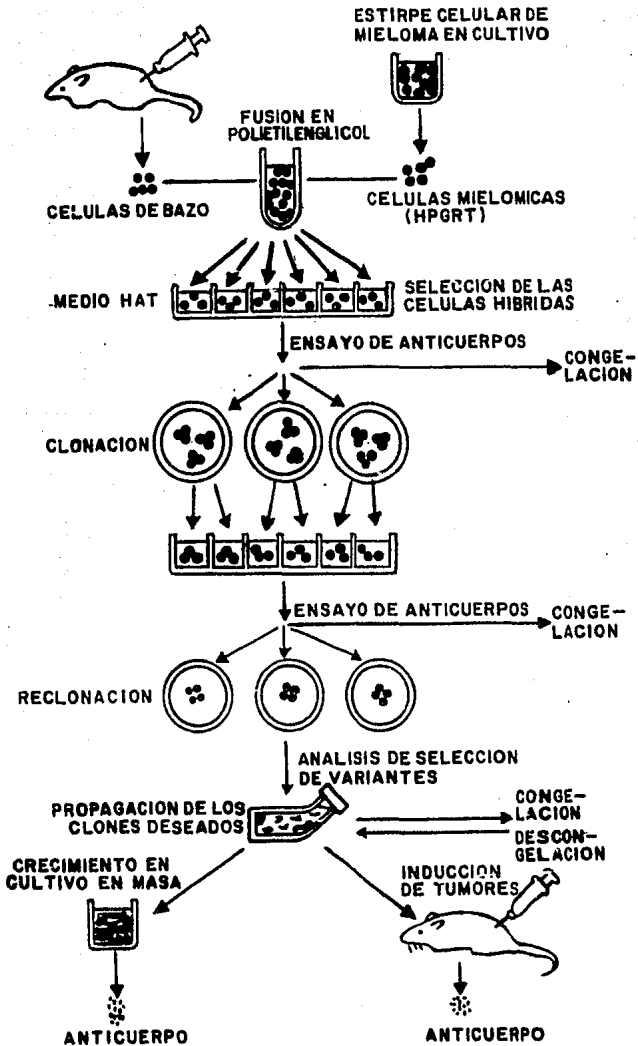 ESTIRPE CELULAR DE
MIELOMA EN CULTIVO
FUSION EN
POLIETILENGLICOL
CELULAS DE BAZO
CELULAS MIELOMICAS
(HPGRT)
MEDIO HAT
SELECCION DE LAS
CELULAS HIBRIDAS
ENSAYO DE ANTICUERPOS
CONGE-
LACION
CLONACION
ENSAYO DE ANTICUERPOS
CONGE-
LACION
RECLONACION
ANALISIS DE SELECCION
DE VARIANTES
PROPAGACION DE LOS
CLONES DESEADOS
CONGE-
LACION
DESCON-
GELACION
CRECIMIENTO EN
CULTIVO EN MASA
INDUCCION
DE TUMORES
ANTICUERPO
ANTICUERPO